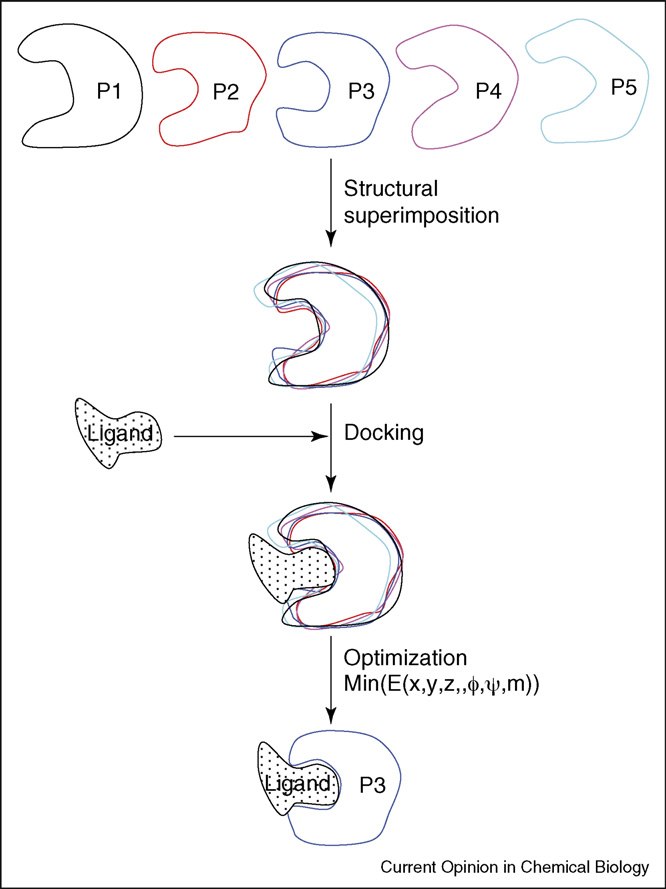 P1
P2
P3
P4
P5
Structural
superimposition
Ligand
Docking
Optimization
Min(E(x,y,z,,ϕ,ψ,m))
Ligand
P3
Current Opinion in Chemical Biology